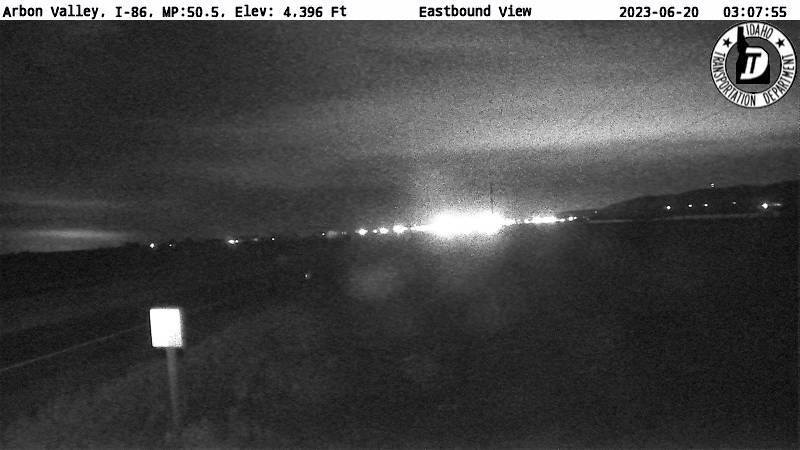 Arbon Valley, I-86, MP:50.5, Elev: 4,396 Ft Eastbound View 2023-06-20 03:07:55
IDAHO
TRANSPORTATION DEPARTMENT